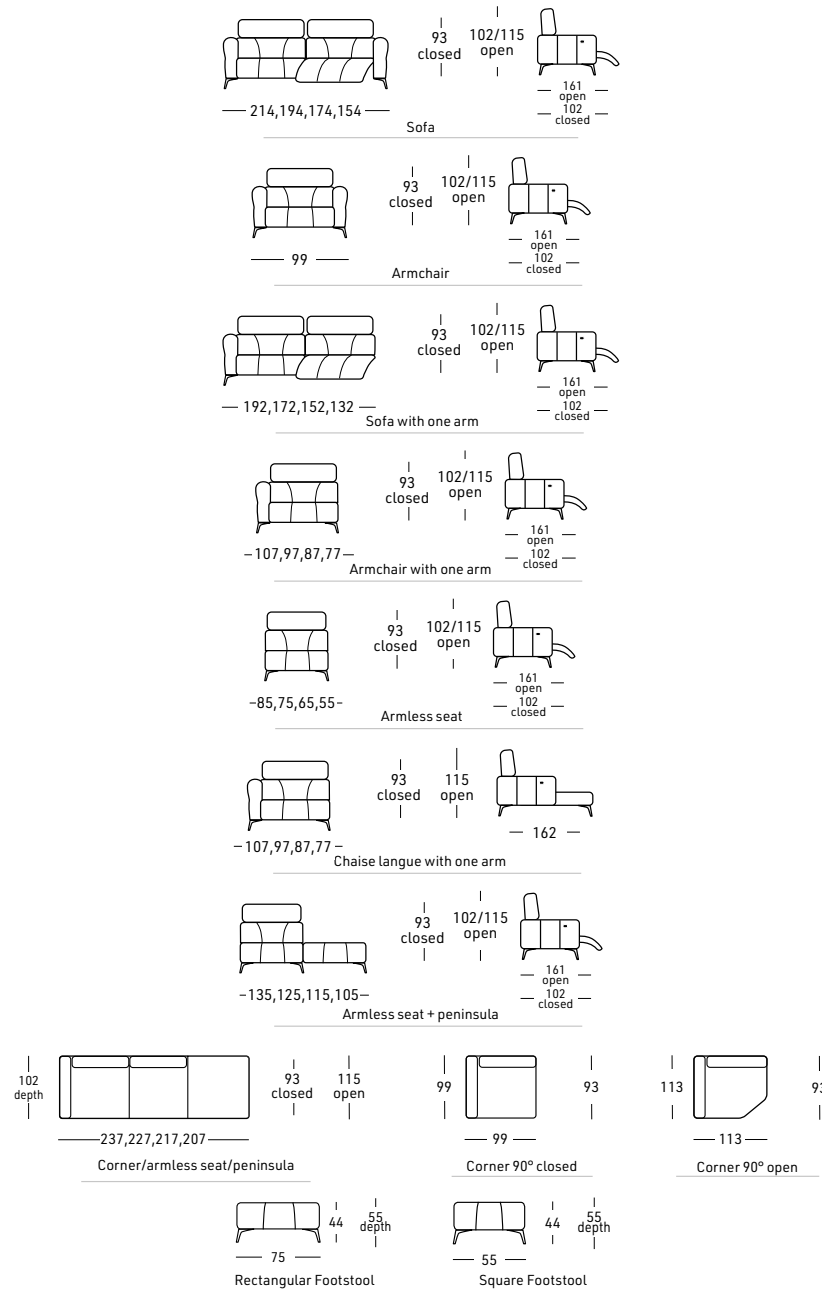 93
closed
102/115
open
161
open
102
closed
214,194,174,154
Sofa
93
closed
102/115
open
161
open
102
closed
99
Armchair
93
closed
102/115
open
161
open
102
closed
192,172,152,132
Sofa with one arm
93
closed
102/115
open
161
open
102
closed
107,97,87,77
Armchair with one arm
93
closed
102/115
open
161
open
102
closed
85,75,65,55
Armless seat
93
closed
115
open
162
107,97,87,77
Chaise langue with one arm
93
closed
102/115
open
161
open
102
closed
135,125,115,105
Armless seat + peninsula
102
depth
93
closed
115
open
237,227,217,207
Corner/armless seat/peninsula
99
93
99
Corner 90° closed
113
93
113
Corner 90° open
44
55
depth
75
Rectangular Footstool
44
55
depth
55
Square Footstool